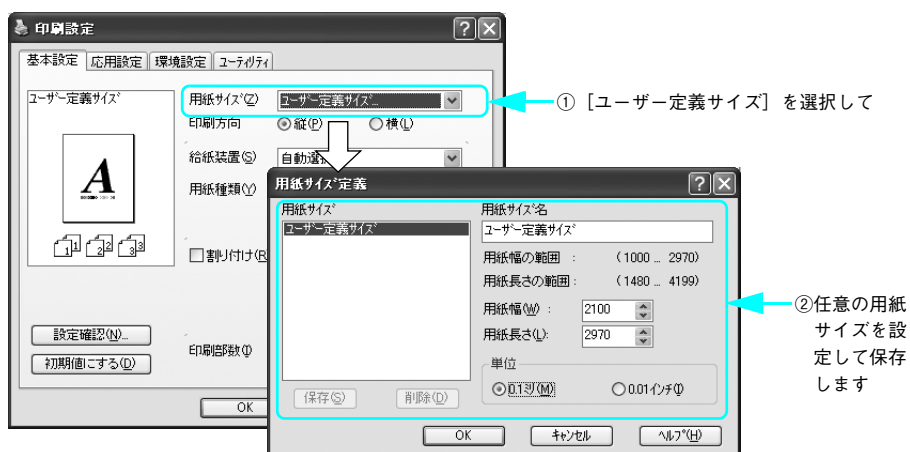 印刷設定
基本設定 応用設定 環境設定 ユーティリティ
ユーザー定義サイズ
用紙サイズ(Z) ユーザー定義サイズ...
印刷方向 縦(P) 横(L)
給紙装置(S) 自動選
用紙種類(Y)
A
1 1 2 2 3 3
割り付け(R
設定確認(N)...
初期値にする(D)
印刷部数(I)
OK
①［ユーザー定義サイズ］を選択して
用紙サイズ定義
用紙サイズ
ユーザー定義サイズ
保存(S) 削除(D)
用紙サイズ名
ユーザー定義サイズ
用紙幅の範囲 : (1000 ... 2970)
用紙長さの範囲 : (1480 ... 4199)
用紙幅(W) : 2100
用紙長さ(L): 2970
単位
0.1ミリ(M) 0.01インチ(I)
OK キャンセル ヘルプ(H)
②任意の用紙
サイズを設
定して保存
します